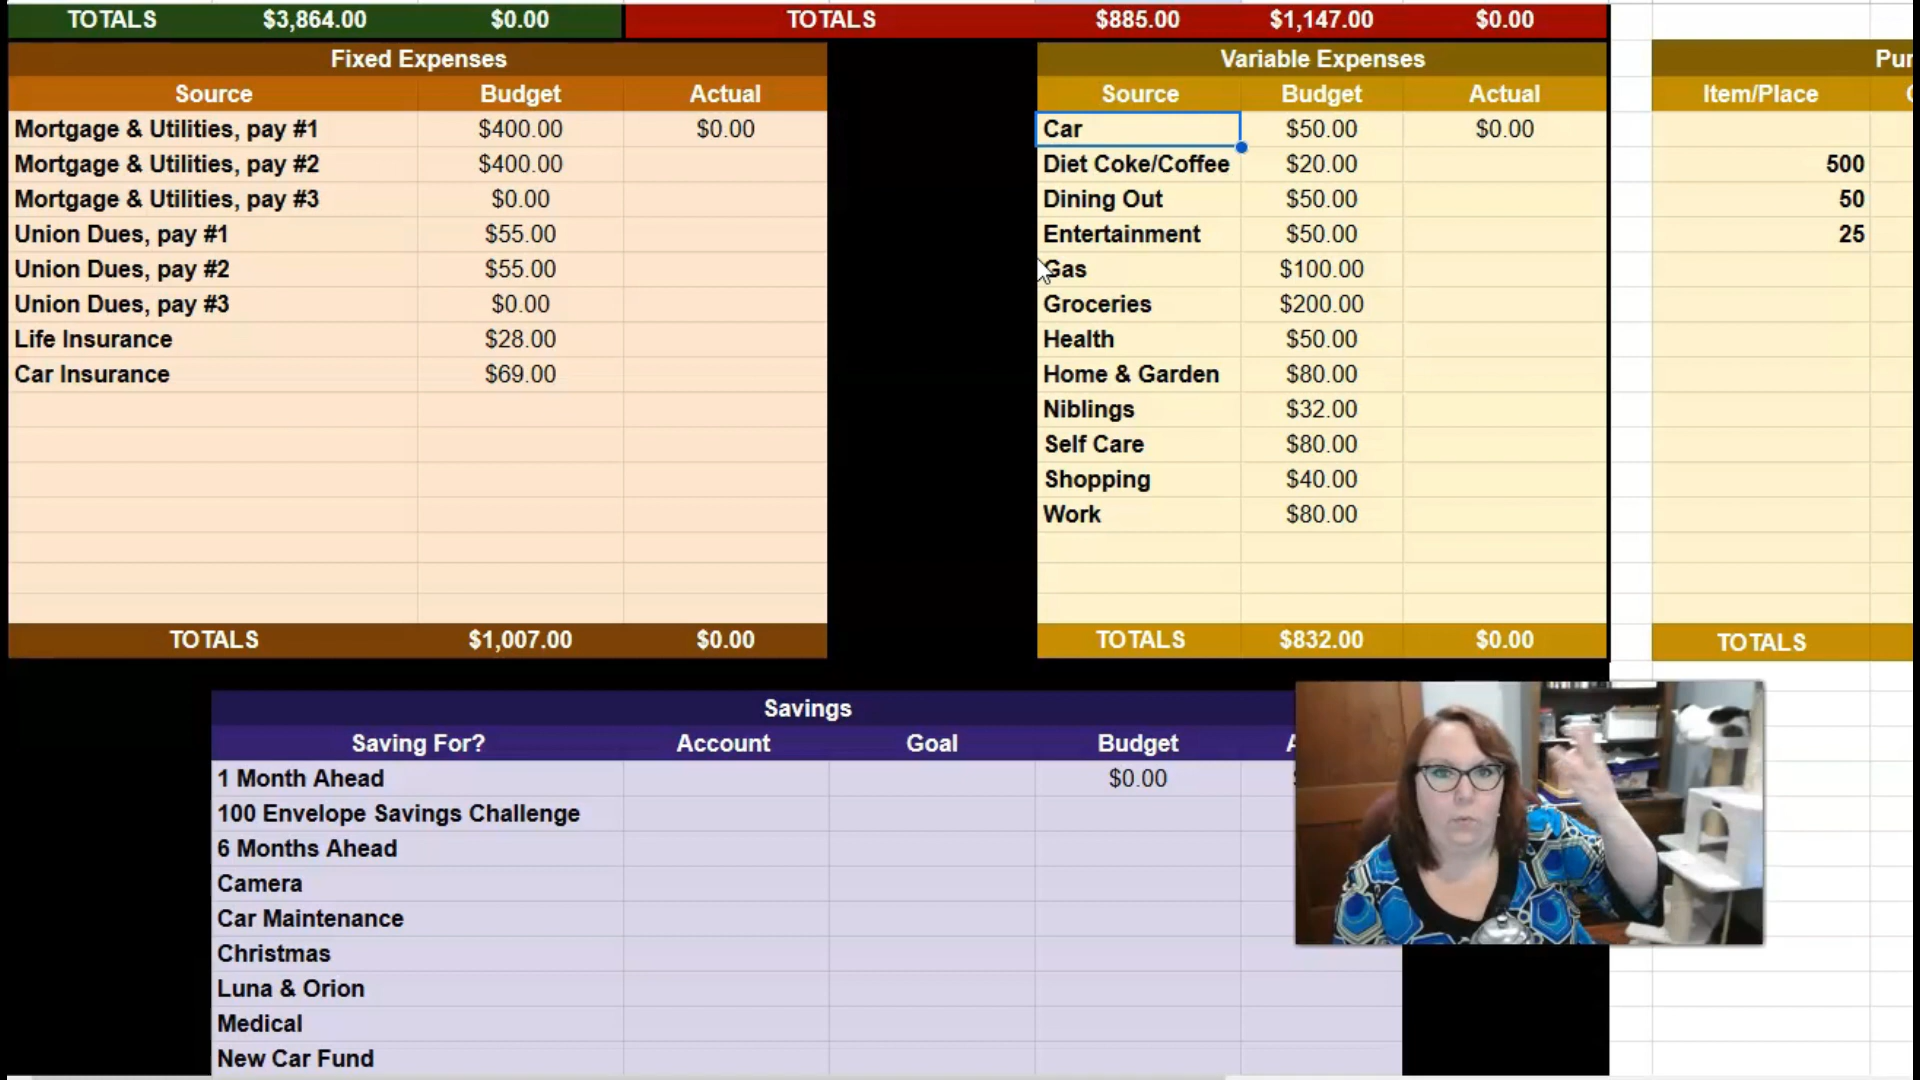 TOTALS $3,864.00 $0.00 TOTALS $885.00 $1,147.00 $0.00
Fixed Expenses
Source Budget Actual
Mortgage & Utilities, pay #1 $400.00 $0.00
Mortgage & Utilities, pay #2 $400.00
Mortgage & Utilities, pay #3 $0.00
Union Dues, pay #1 $55.00
Union Dues, pay #2 $55.00
Union Dues, pay #3 $0.00
Life Insurance $28.00
Car Insurance $69.00
TOTALS $1,007.00 $0.00
Variable Expenses
Source Budget Actual
Car $50.00 $0.00
Diet Coke/Coffee $20.00
Dining Out $50.00
Entertainment $50.00
Gas $100.00
Groceries $200.00
Health $50.00
Home & Garden $80.00
Niblings $32.00
Self Care $80.00
Shopping $40.00
Work $80.00
TOTALS $832.00 $0.00
Item/Place
500
50
25
TOTALS
Savings
Saving For? Account Goal Budget
1 Month Ahead $0.00
100 Envelope Savings Challenge
6 Months Ahead
Camera
Car Maintenance
Christmas
Luna & Orion
Medical
New Car Fund